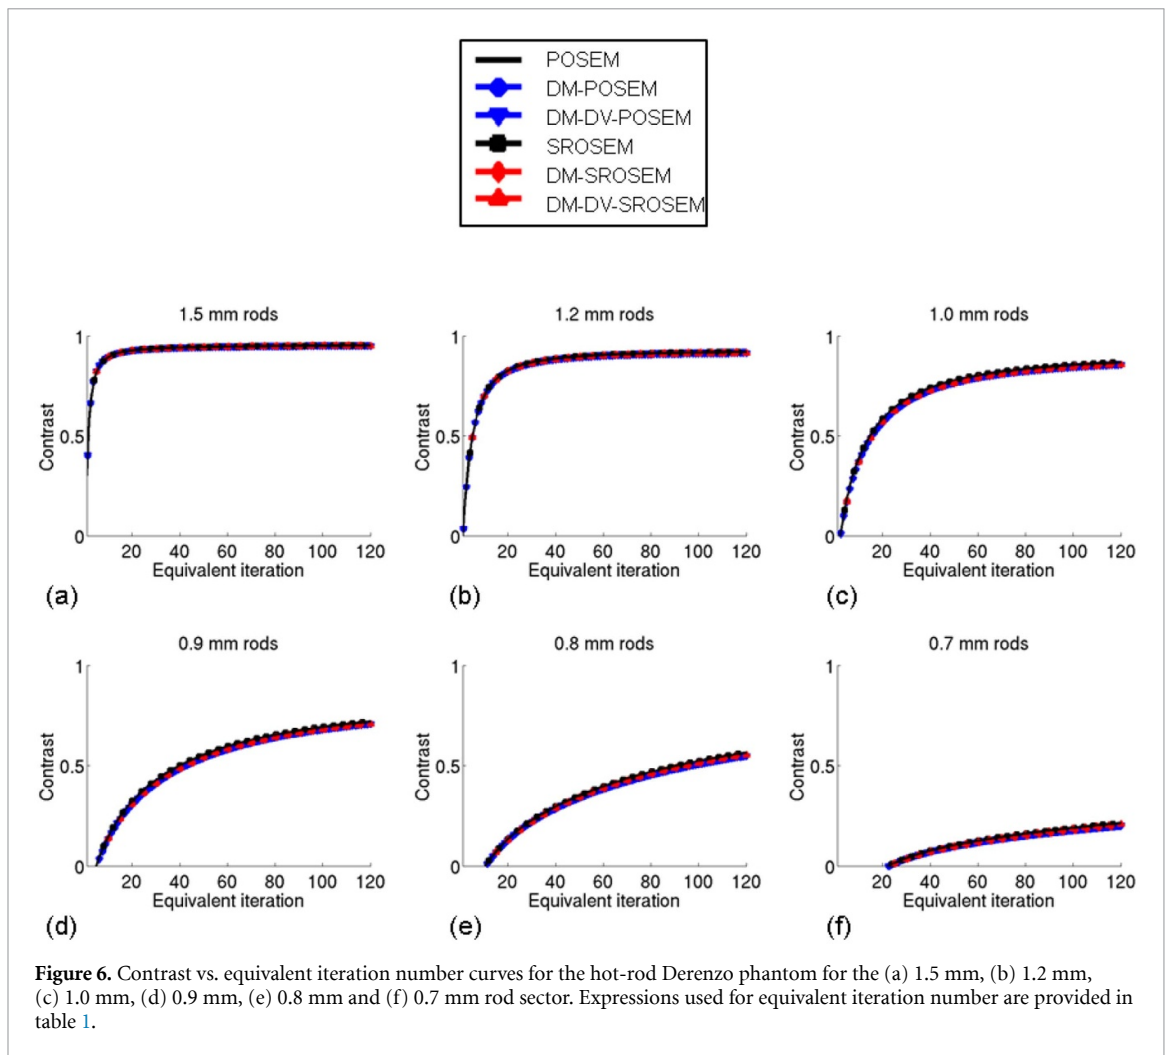 POSEM
DM-POSEM
DM-DV-POSEM
SROSEM
DM-SROSEM
DM-DV-SROSEM
1.5 mm rods
1
0.5
0
Contrast
20 40 60 80 100 120
Equivalent iteration
(a)
1.2 mm rods
1
0.5
0
Contrast
20 40 60 80 100 120
Equivalent iteration
(b)
1.0 mm rods
1
0.5
0
Contrast
20 40 60 80 100 120
Equivalent iteration
(c)
0.9 mm rods
1
0.5
0
Contrast
20 40 60 80 100 120
Equivalent iteration
(d)
0.8 mm rods
1
0.5
0
Contrast
20 40 60 80 100 120
Equivalent iteration
(e)
0.7 mm rods
1
0.5
0
Contrast
20 40 60 80 100 120
Equivalent iteration
(f)
Figure 6. Contrast vs. equivalent iteration number curves for the hot-rod Derenzo phantom for the (a) 1.5 mm, (b) 1.2 mm,
(c) 1.0 mm, (d) 0.9 mm, (e) 0.8 mm and (f) 0.7 mm rod sector. Expressions used for equivalent iteration number are provided in
table 1.